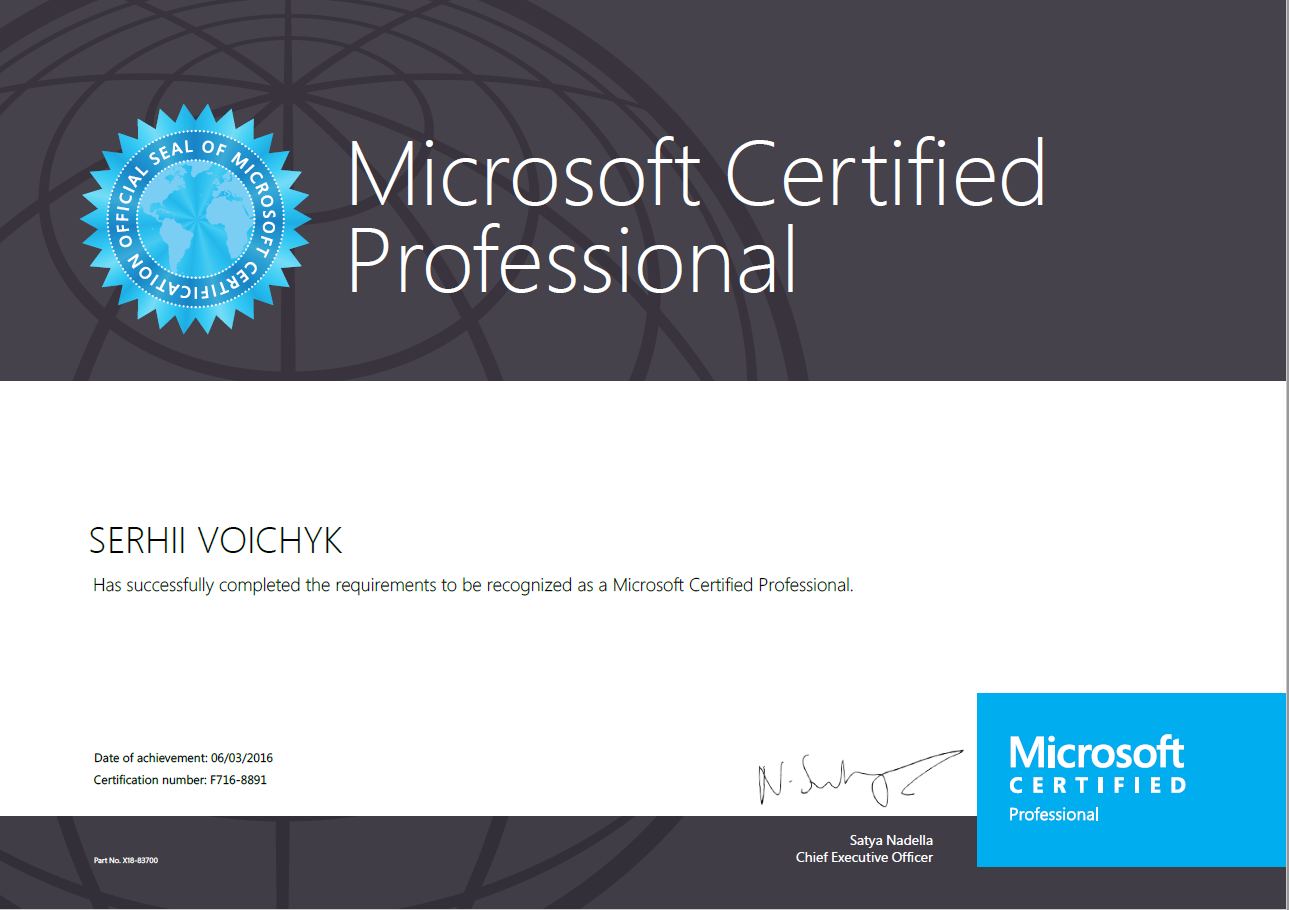 OFFICIAL SEAL OF MICROSOFT CERTIFICATION
Microsoft Certified
Professional
SERHII VOICHYK
Has successfully completed the requirements to be recognized as a Microsoft Certified Professional.
Date of achievement: 06/03/2016
Certification number: F716-8891
Microsoft
CERTIFIED
Professional
Satya Nadella
Chief Executive Officer
Part No. X18-83700